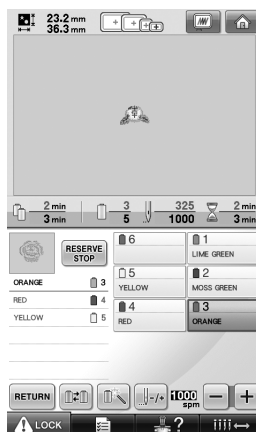 23.2 mm
36.3 mm
2 min
3 min
3
5
325
1000
2 min
3 min
RESERVE
STOP
ORANGE 3
RED 4
YELLOW 5
6
1
LIME GREEN
5
YELLOW
2
MOSS GREEN
4
RED
3
ORANGE
RETURN
-/+
1000
spm
−
+
LOCK
?